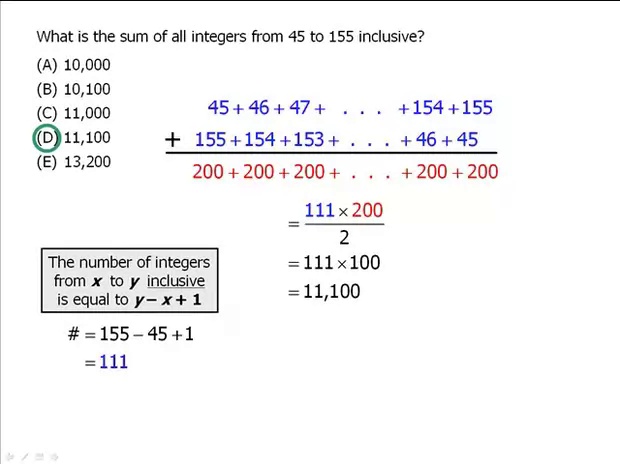 What is the sum of all integers from 45 to 155 inclusive?
(A) 10,000
(B) 10,100
(C) 11,000
(D) 11,100
(E) 13,200
45 + 46 + 47 + . . . + 154 + 155
+ 155 + 154 + 153 + . . . + 46 + 45
200 + 200 + 200 + . . . + 200 + 200
= 111 × 200
2
= 111 × 100
= 11,100
The number of integers
from x to y inclusive
is equal to y – x + 1
# = 155 – 45 + 1
= 111